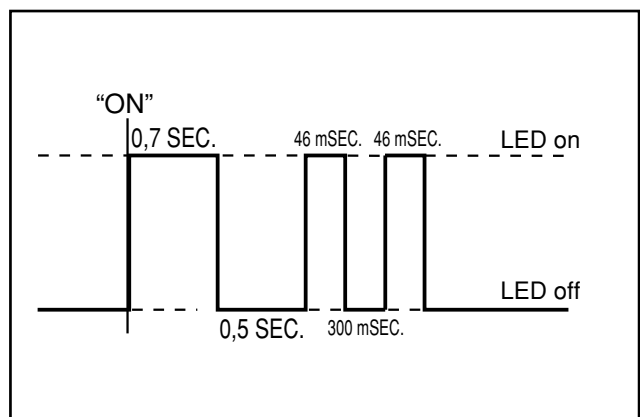 “ON”
0,7 SEC.
46 mSEC.
46 mSEC.
LED on
LED off
0,5 SEC.
300 mSEC.